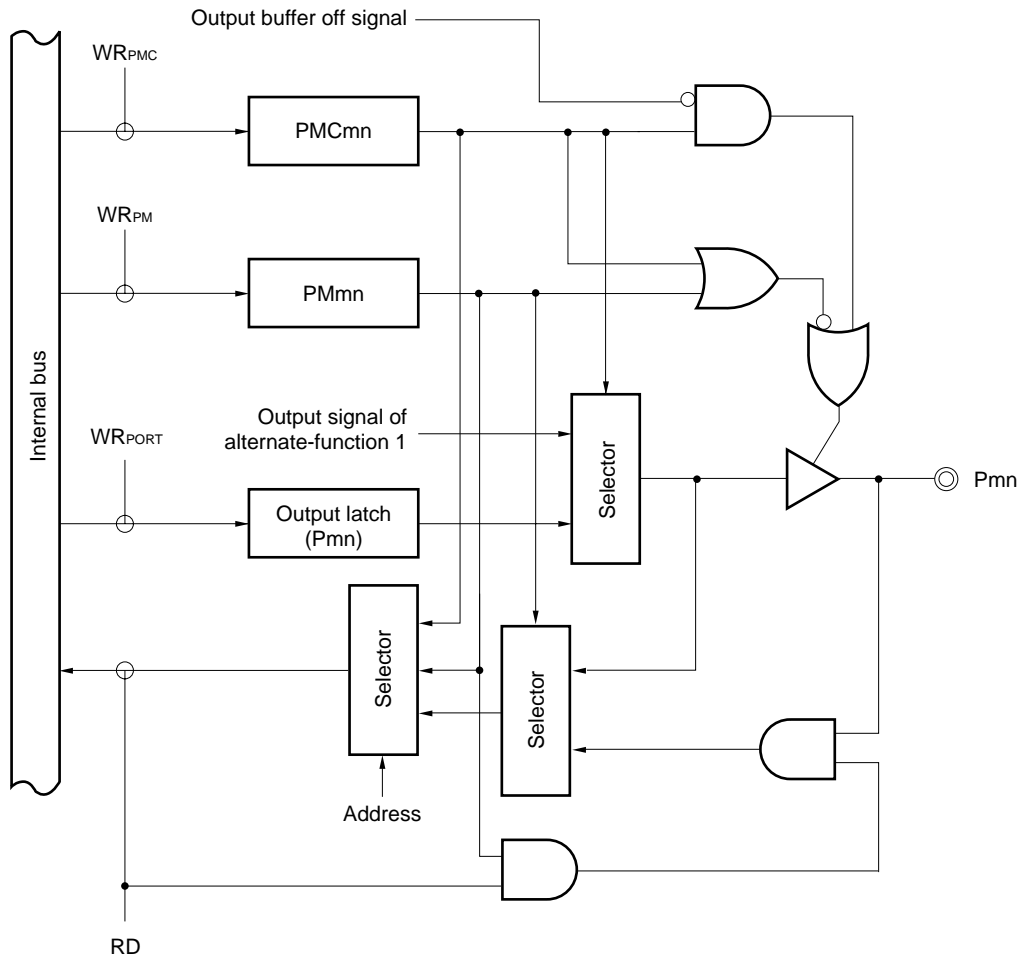 Output buffer off signal
WRPMC
PMCmn
WRPM
PMmn
Internal bus
Output signal of
alternate-function 1
WRPORT
Selector
Pmn
Output latch
(Pmn)
Selector
Selector
Address
RD